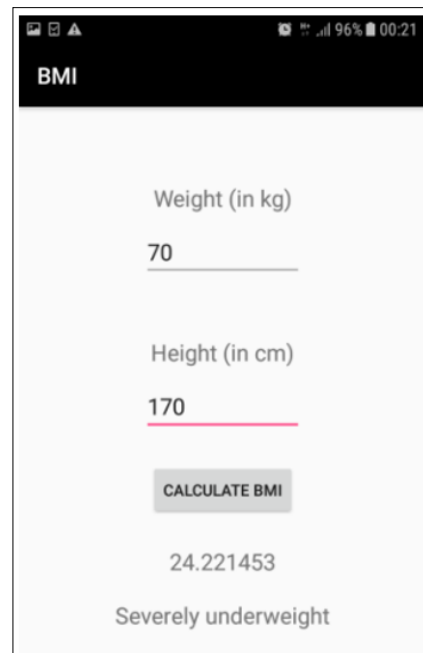 96% 00:21
BMI
Weight (in kg)
70
Height (in cm)
170
CALCULATE BMI
24.221453
Severely underweight